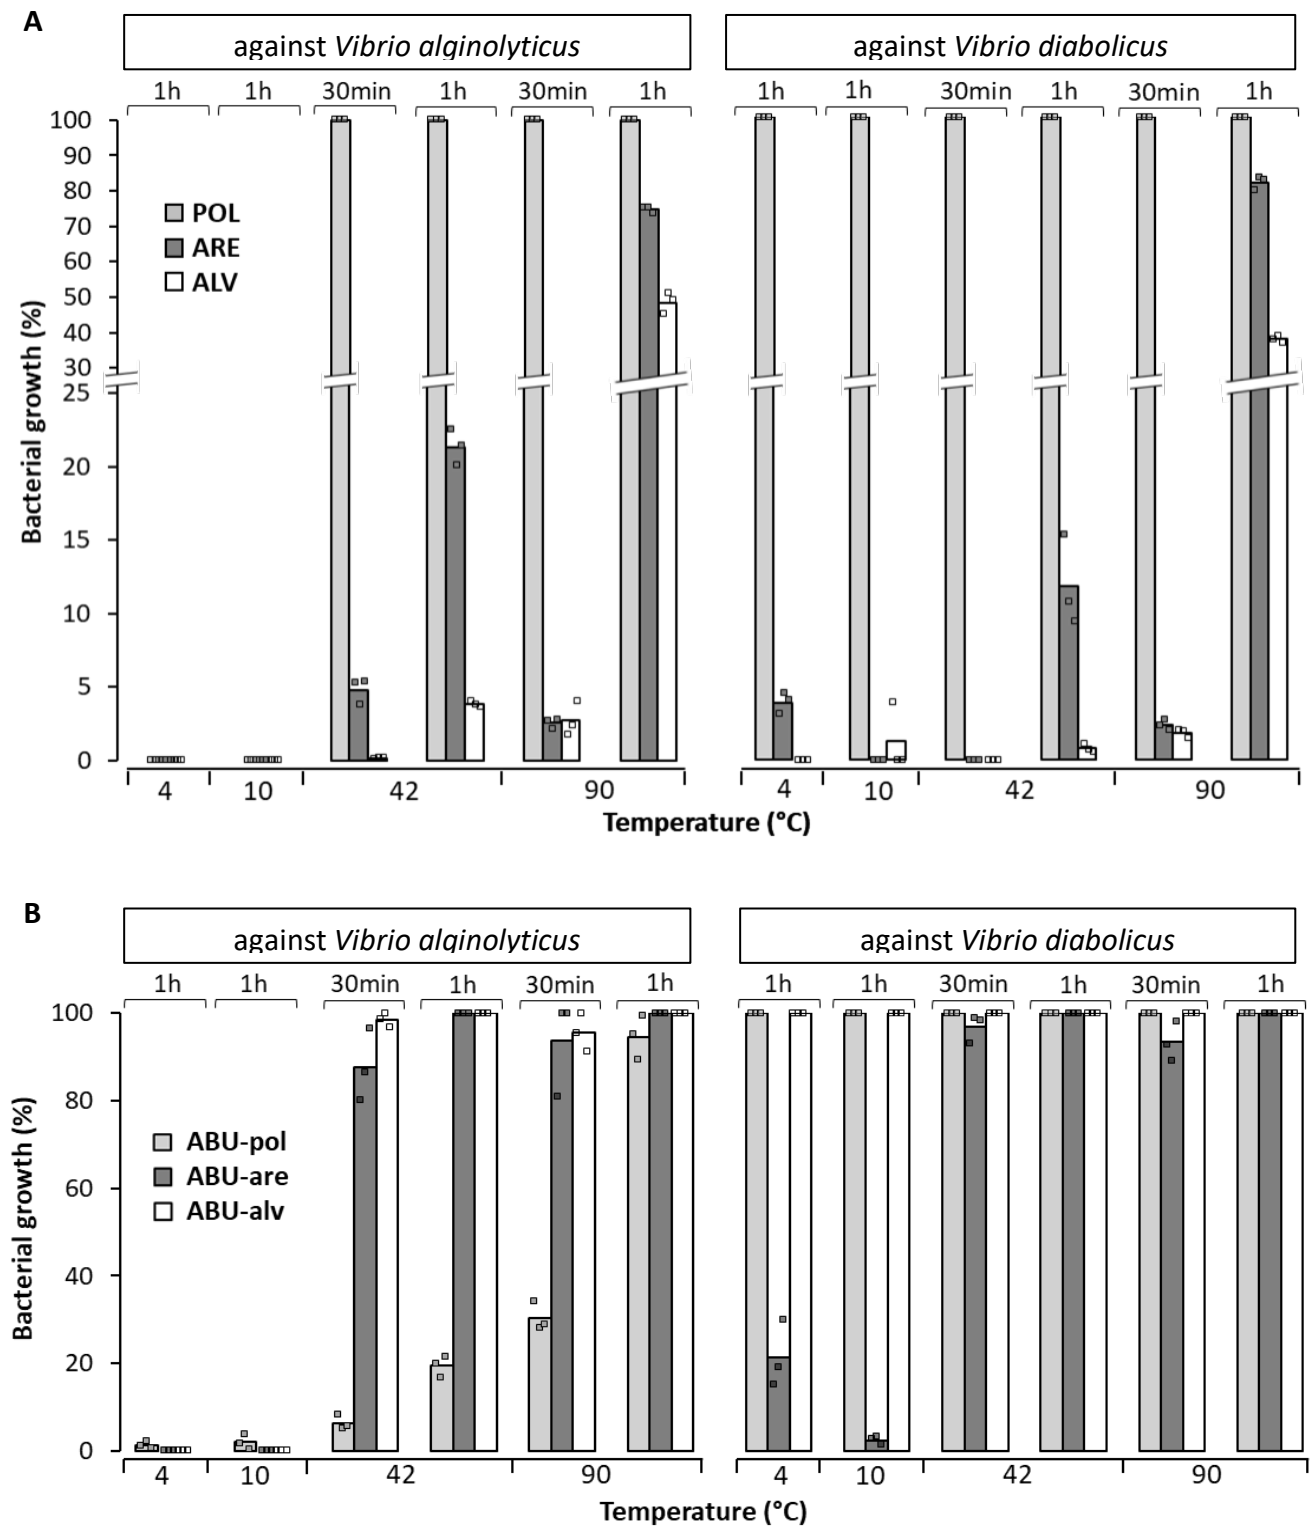 A
against Vibrio alginolyticus
against Vibrio diabolicus
1h 1h 30min 1h 30min 1h
1h 1h 30min 1h 30min 1h
100
90
80
70
60
50
40
30
25
20
15
10
5
0
Bacterial growth (%)
POL
ARE
ALV
4 10 42 90
4 10 42 90
Temperature (°C)
B
against Vibrio alginolyticus
against Vibrio diabolicus
1h 1h 30min 1h 30min 1h
1h 1h 30min 1h 30min 1h
100
80
60
40
20
0
Bacterial growth (%)
ABU-pol
ABU-are
ABU-alv
4 10 42 90
4 10 42 90
Temperature (°C)